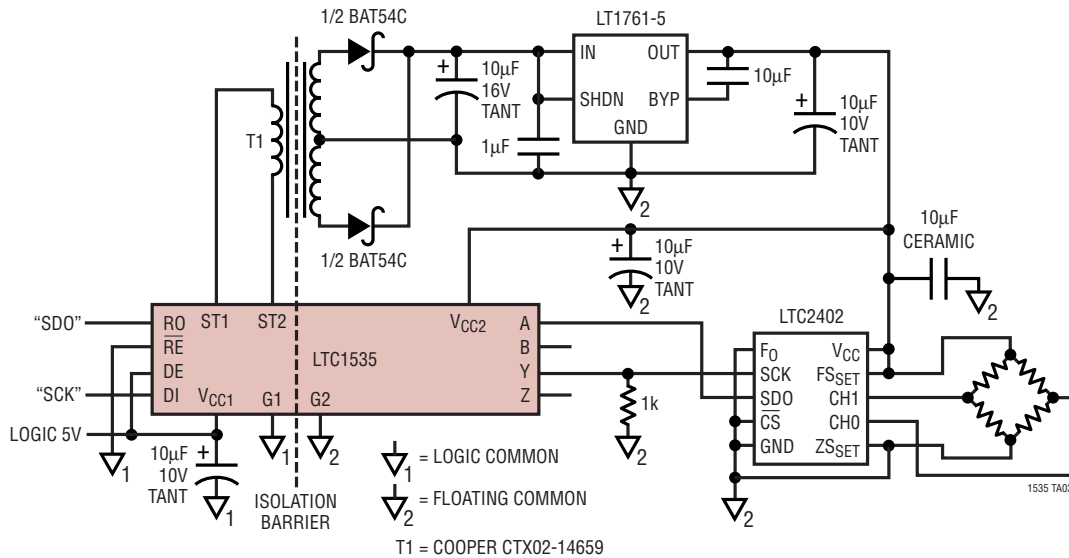 1/2 BAT54C
LT1761-5
IN
OUT
SHDN
BYP
GND
+
10µF
16V
TANT
1µF
10µF
+
10µF
10V
TANT
2
T1
1/2 BAT54C
+
10µF
10V
TANT
2
10µF
CERAMIC
2
"SDO"
RO
ST1
ST2
VCC2
A
RE
LTC1535
B
DE
Y
"SCK"
DI
VCC1
G1
G2
Z
LOGIC 5V
1
+
10µF
10V
TANT
1
1
2
ISOLATION
BARRIER
1k
2
LTC2402
FO
VCC
SCK
FSSET
SDO
CH1
CS
CH0
GND
ZSSET
2
1 = LOGIC COMMON
2 = FLOATING COMMON
T1 = COOPER CTX02-14659
1535 TA03